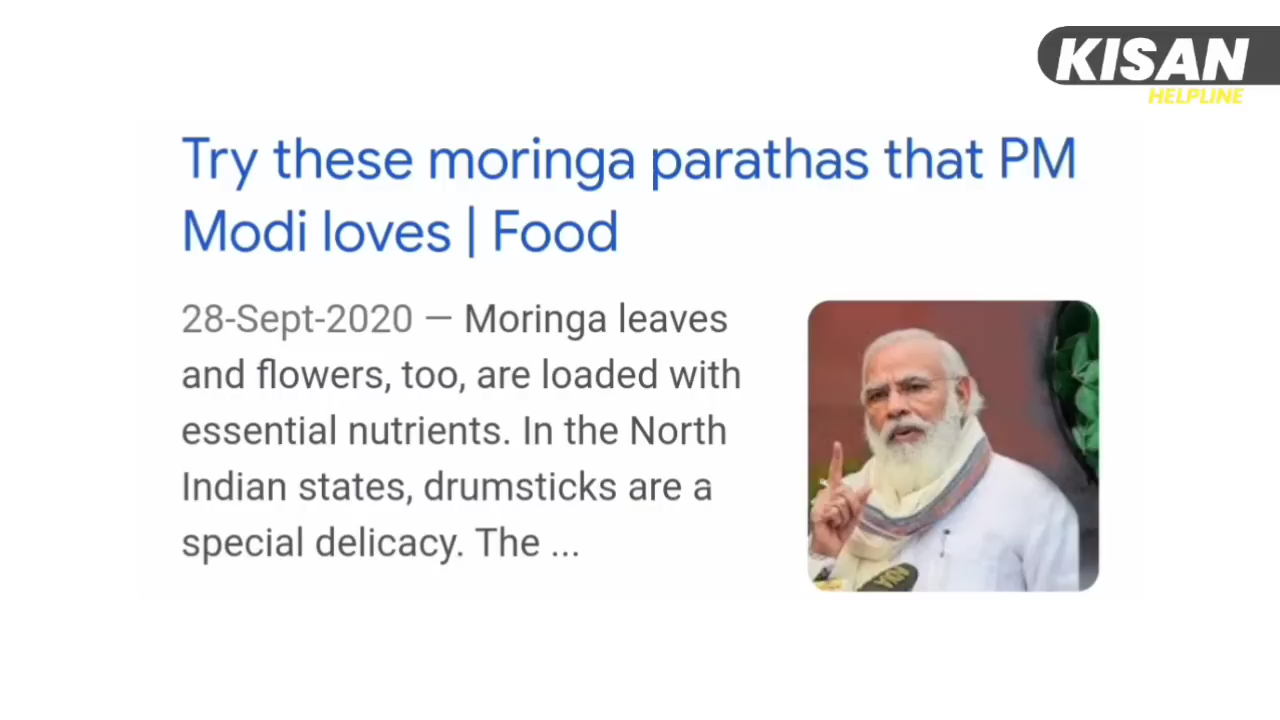 KISAN
HELPLINE
Try these moringa parathas that PM
Modi loves | Food
28-Sept-2020 — Moringa leaves
and flowers, too, are loaded with
essential nutrients. In the North
Indian states, drumsticks are a
special delicacy. The ...